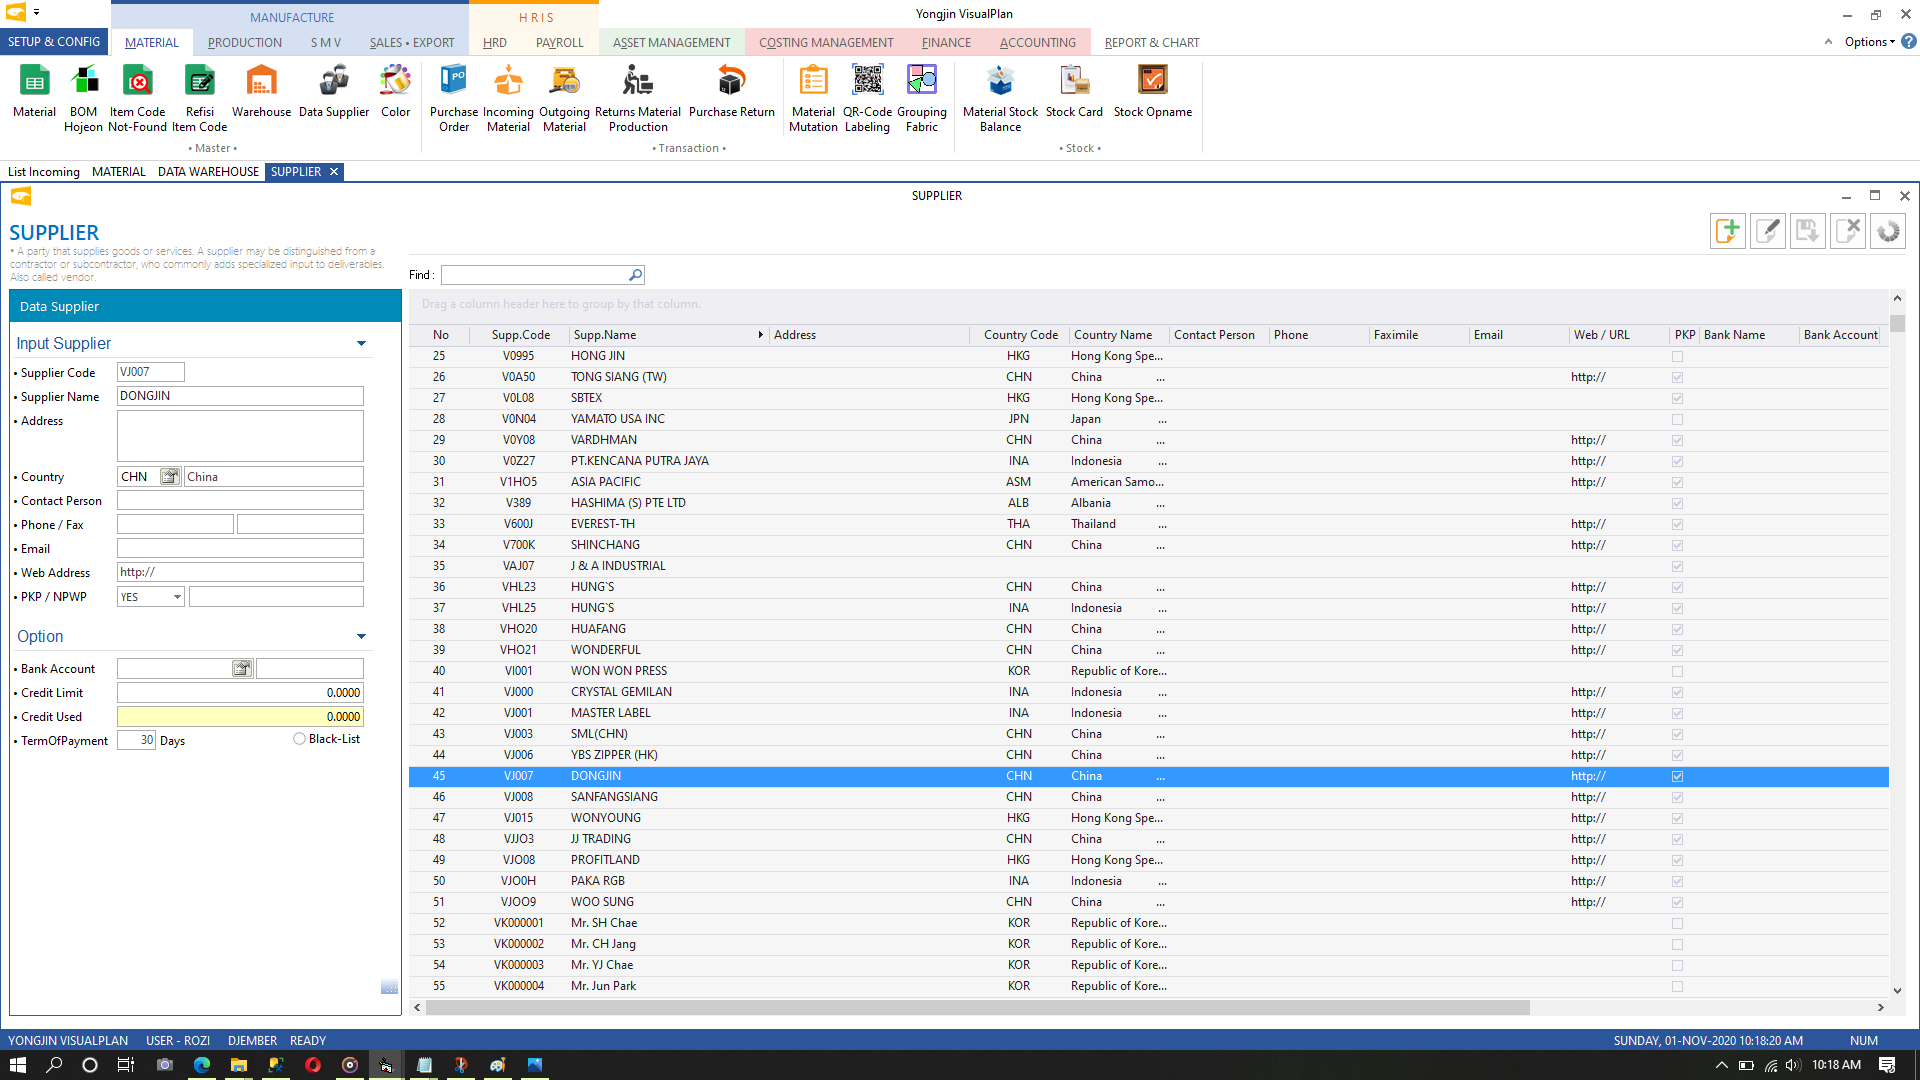 Yongjin VisualPlan
MANUFACTURE
H R I S
SETUP & CONFIG
MATERIAL
PRODUCTION
S M V
SALES • EXPORT
HRD
PAYROLL
ASSET MANAGEMENT
COSTING MANAGEMENT
FINANCE
ACCOUNTING
REPORT & CHART
Options
Material
BOM Hojeon
Item Code Not-Found
Refisi Item Code
Warehouse
Data Supplier
Color
• Master •
Purchase Order
Incoming Material
Outgoing Material
Returns Material Production
Purchase Return
Material Mutation
QR-Code Labeling
Grouping Fabric
• Transaction •
Material Stock Balance
Stock Card
Stock Opname
• Stock •
List Incoming MATERIAL DATA WAREHOUSE SUPPLIER
SUPPLIER
SUPPLIER
* A party that supplies goods or services. A supplier may be distinguished from a
contractor or subcontractor, who commonly adds specialized input to deliverables.
Also called vendor.
Data Supplier
Input Supplier
• Supplier Code VJ007
• Supplier Name DONGJIN
• Address
• Country CHN China
• Contact Person
• Phone / Fax
• Email
• Web Address http://
• PKP / NPWP YES
Option
• Bank Account
• Credit Limit 0.0000
• Credit Used 0.0000
• TermOfPayment 30 Days Black-List
Find :
Drag a column header here to group by that column.
No Supp.Code Supp.Name Address Country Code Country Name Contact Person Phone Faximile Email Web / URL PKP Bank Name Bank Account
25 V0995 HONG JIN HKG Hong Kong Spe...
26 V0A50 TONG SIANG (TW) CHN China ... http://
27 V0L08 SBTEX HKG Hong Kong Spe...
28 V0N04 YAMATO USA INC JPN Japan ...
29 V0Y08 VARDHMAN CHN China ... http://
30 V0Z27 PT.KENCANA PUTRA JAYA INA Indonesia ... http://
31 V1HO5 ASIA PACIFIC ASM American Samo... http://
32 V389 HASHIMA (S) PTE LTD ALB Albania ...
33 V600J EVEREST-TH THA Thailand ... http://
34 V700K SHINCHANG CHN China ... http://
35 VAJ07 J & A INDUSTRIAL
36 VHL23 HUNG`S CHN China ... http://
37 VHL25 HUNG`S INA Indonesia ... http://
38 VHO20 HUAFANG CHN China ... http://
39 VHO21 WONDERFUL CHN China ... http://
40 VI001 WON WON PRESS KOR Republic of Kore...
41 VJ000 CRYSTAL GEMILAN INA Indonesia ... http://
42 VJ001 MASTER LABEL INA Indonesia ... http://
43 VJ003 SML(CHN) CHN China ... http://
44 VJ006 YBS ZIPPER (HK) CHN China ... http://
45 VJ007 DONGJIN CHN China ... http://
46 VJ008 SANFANGSIANG CHN China ... http://
47 VJ015 WONYOUNG HKG Hong Kong Spe... http://
48 VJJO3 JJ TRADING CHN China ... http://
49 VJO08 PROFITLAND HKG Hong Kong Spe... http://
50 VJO0H PAKA RGB INA Indonesia ... http://
51 VJOO9 WOO SUNG CHN China ... http://
52 VK000001 Mr. SH Chae KOR Republic of Kore...
53 VK000002 Mr. CH Jang KOR Republic of Kore...
54 VK000003 Mr. YJ Chae KOR Republic of Kore...
55 VK000004 Mr. Jun Park KOR Republic of Kore...
YONGJIN VISUALPLAN USER - ROZI DJEMBER READY SUNDAY, 01-NOV-2020 10:18:20 AM NUM
10:18 AM